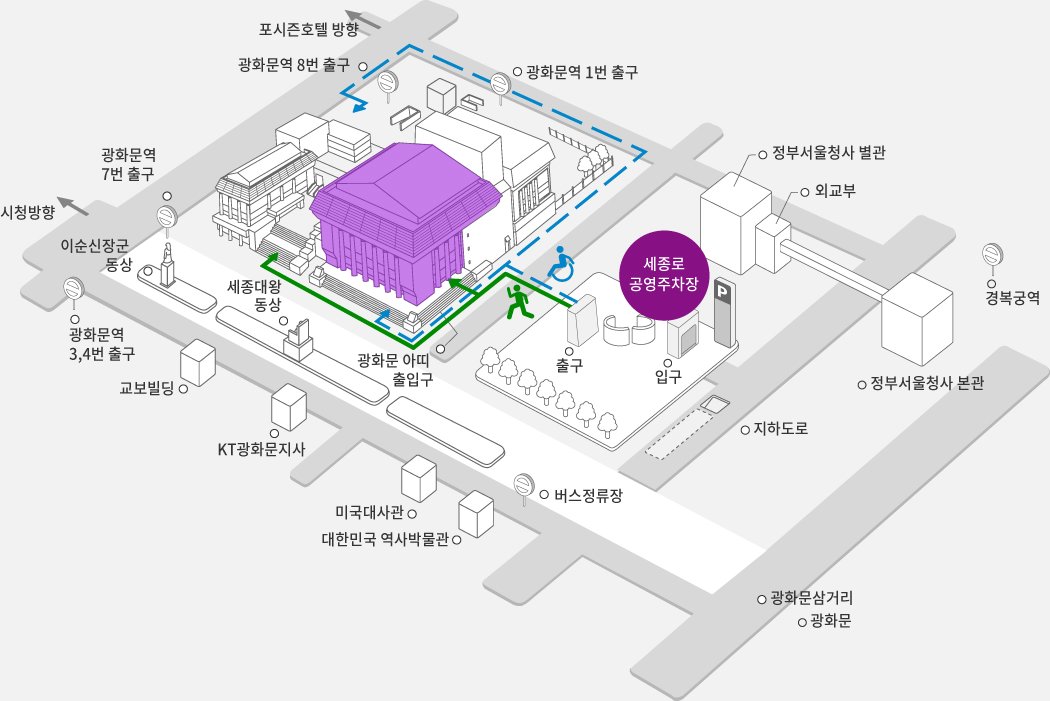 포시즌호텔 방향
광화문역 8번 출구
광화문역 1번 출구
광화문역
7번 출구
정부서울청사 별관
외교부
시청방향
이순신장군
동상
세종로
공영주차장
P
경복궁역
세종대왕
동상
광화문역
3,4번 출구
광화문 아띠
출입구
출구
입구
교보빌딩
정부서울청사 본관
KT광화문지사
지하도로
버스정류장
미국대사관
대한민국 역사박물관
광화문삼거리
광화문